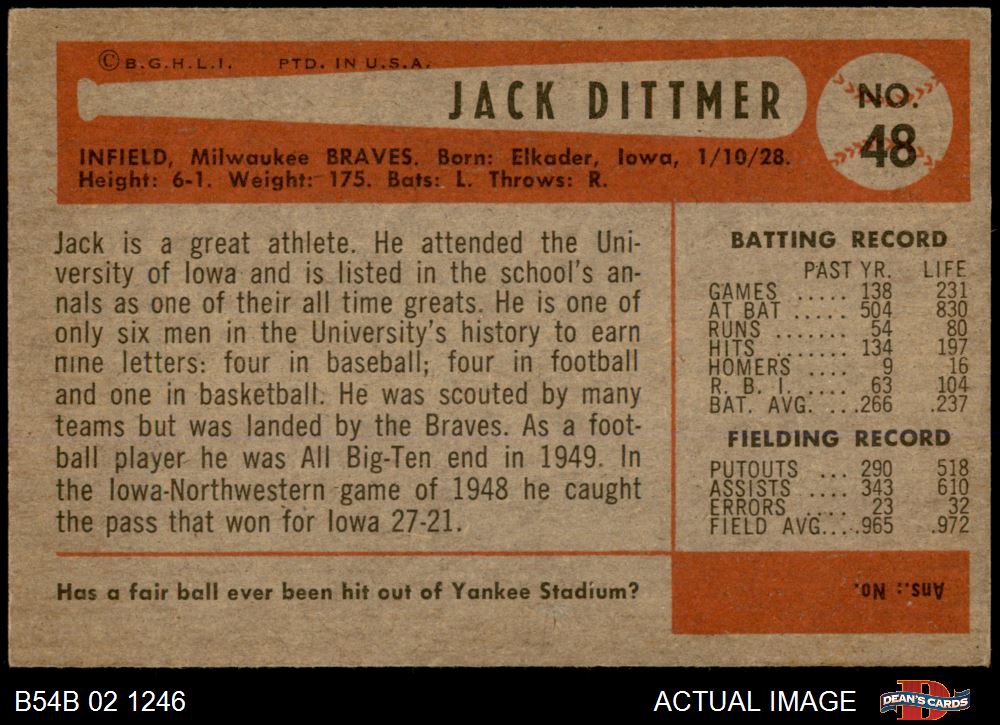 © B.G.H.L.I. PTD. IN U.S.A.
JACK DITTMER
NO.
48
INFIELD, Milwaukee BRAVES. Born: Elkader, Iowa, 1/10/28.
Height: 6-1. Weight: 175. Bats: L. Throws: R.
Jack is a great athlete. He attended the Uni-
versity of Iowa and is listed in the school's an-
nals as one of their all time greats. He is one of
only six men in the University's history to earn
nine letters: four in baseball; four in football
and one in basketball. He was scouted by many
teams but was landed by the Braves. As a foot-
ball player he was All Big-Ten end in 1949. In
the Iowa-Northwestern game of 1948 he caught
the pass that won for Iowa 27-21.
BATTING RECORD
PAST YR. LIFE
GAMES ..... 138 231
AT BAT ..... 504 830
RUNS ....... 54 80
HITS ....... 134 197
HOMERS .... 9 16
R. B. I. .... 63 104
BAT. AVG. ...266 .237
FIELDING RECORD
PUTOUTS ... 290 518
ASSISTS .... 343 610
ERRORS .... 23 32
FIELD AVG....965 .972
Has a fair ball ever been hit out of Yankee Stadium?
Ans.: No.
B54B 02 1246
ACTUAL IMAGE
DEAN'S CARDS